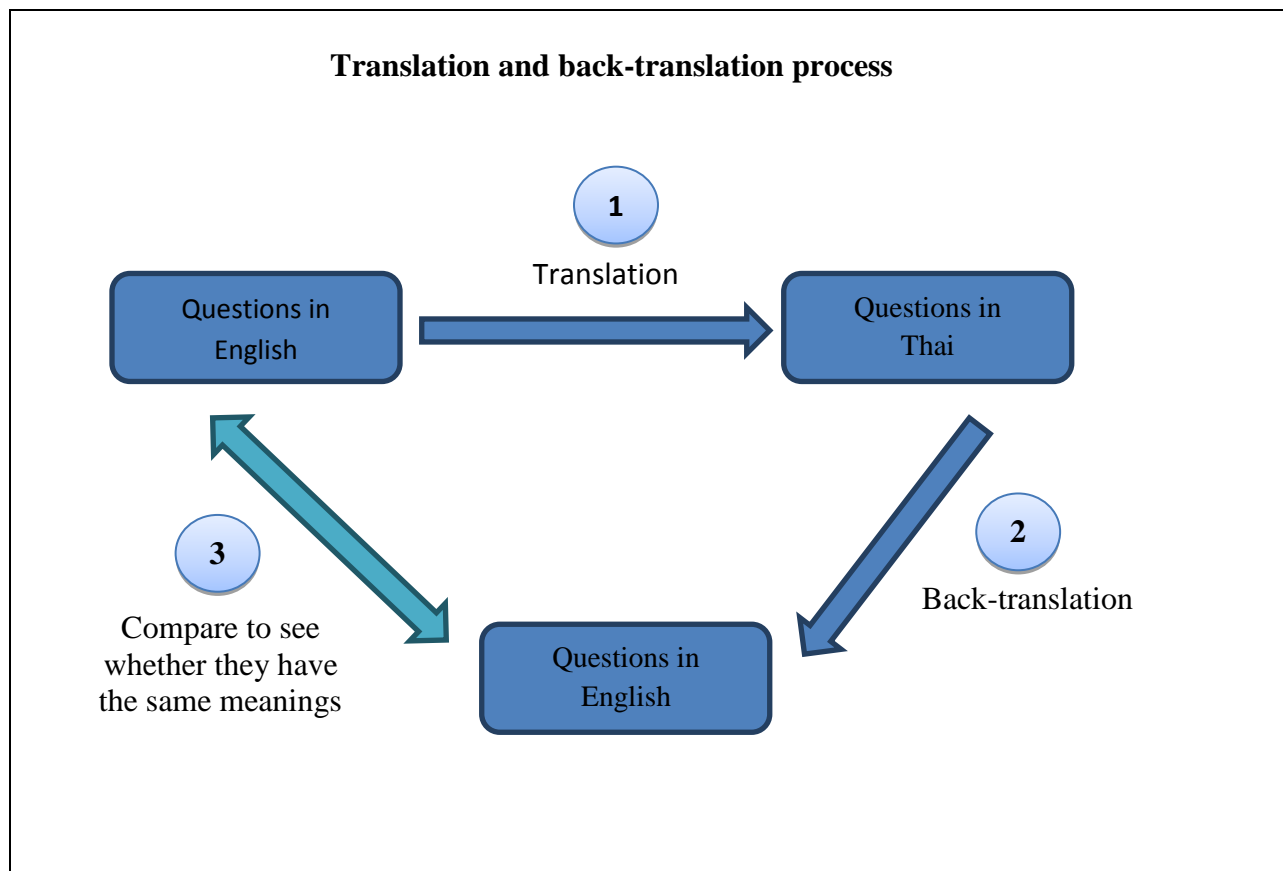 Translation and back-translation process
1
Translation
Questions in
English
Questions in
Thai
2
Back-translation
3
Compare to see
whether they have
the same meanings
Questions in
English